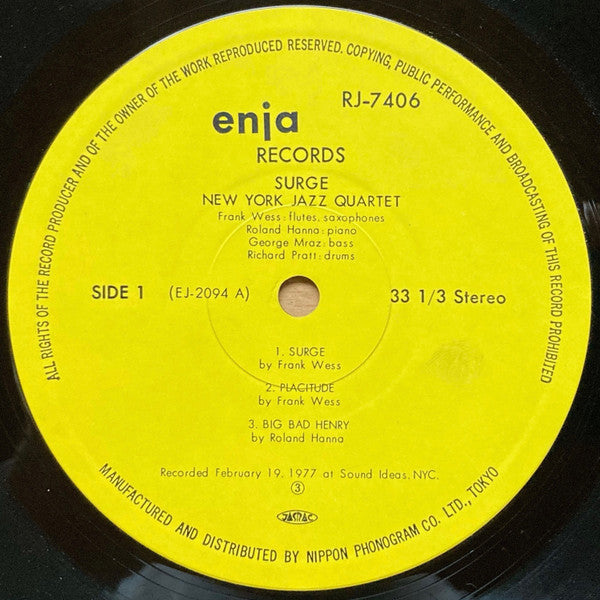 ALL RIGHTS OF THE RECORD PRODUCER AND OF THE OWNER OF THE WORK REPRODUCED RESERVED. COPYING, PUBLIC PERFORMANCE AND BROADCASTING OF THIS RECORD PROHIBITED
enja
RJ-7406
RECORDS
SURGE
NEW YORK JAZZ QUARTET
Frank Wess: flutes, saxophones
Roland Hanna: piano
George Mraz: bass
Richard Pratt: drums
SIDE 1 (EJ-2094 A) 33 1/3 Stereo
1. SURGE
by Frank Wess
2. PLACITUDE
by Frank Wess
3. BIG BAD HENRY
by Roland Hanna
Recorded February 19, 1977 at Sound Ideas, NYC.
③
JASRAC
MANUFACTURED AND DISTRIBUTED BY NIPPON PHONOGRAM CO. LTD., TOKYO